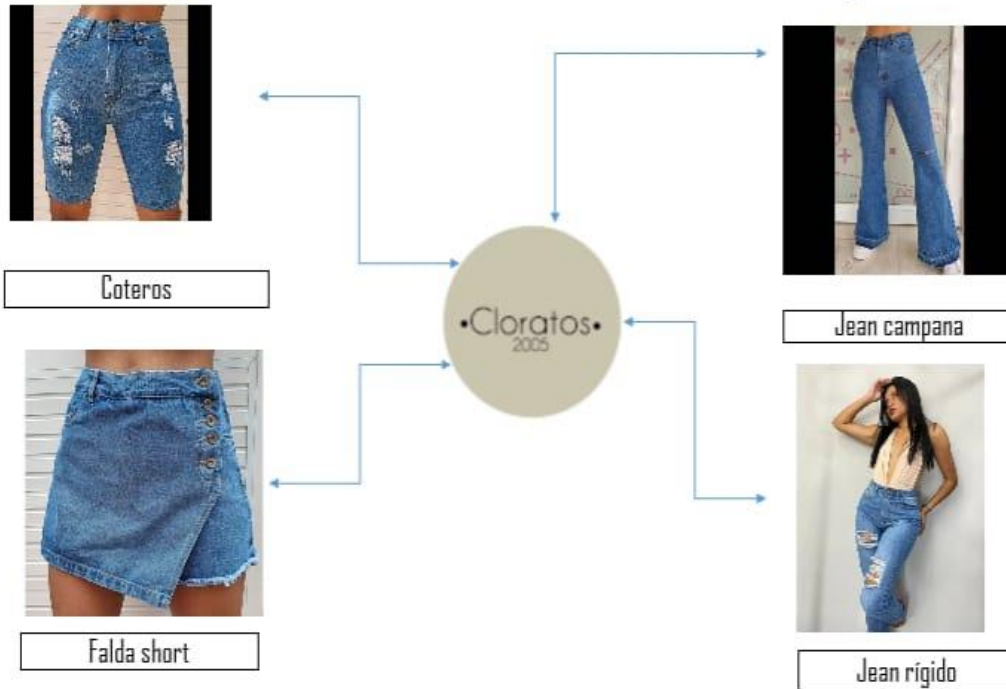 Coteros
Jean campana
•Cloratos•
2005
Falda short
Jean rígido